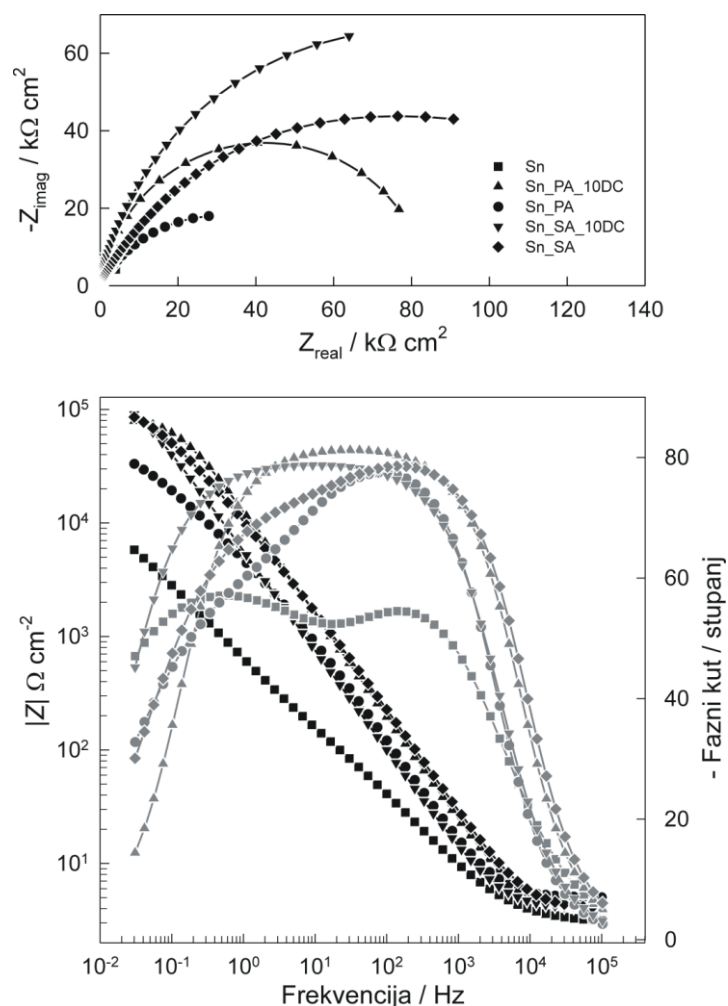 60
40
20
0
-Z_imag / kΩ cm²
0 20 40 60 80 100 120 140
Z_real / kΩ cm²
Sn
Sn_PA_10DC
Sn_PA
Sn_SA_10DC
Sn_SA
10⁵
10⁴
10³
10²
10¹
|Z| Ω cm⁻²
80
60
40
20
0
- Fazni kut / stupanj
10⁻² 10⁻¹ 10⁰ 10¹ 10² 10³ 10⁴ 10⁵
Frekvencija / Hz